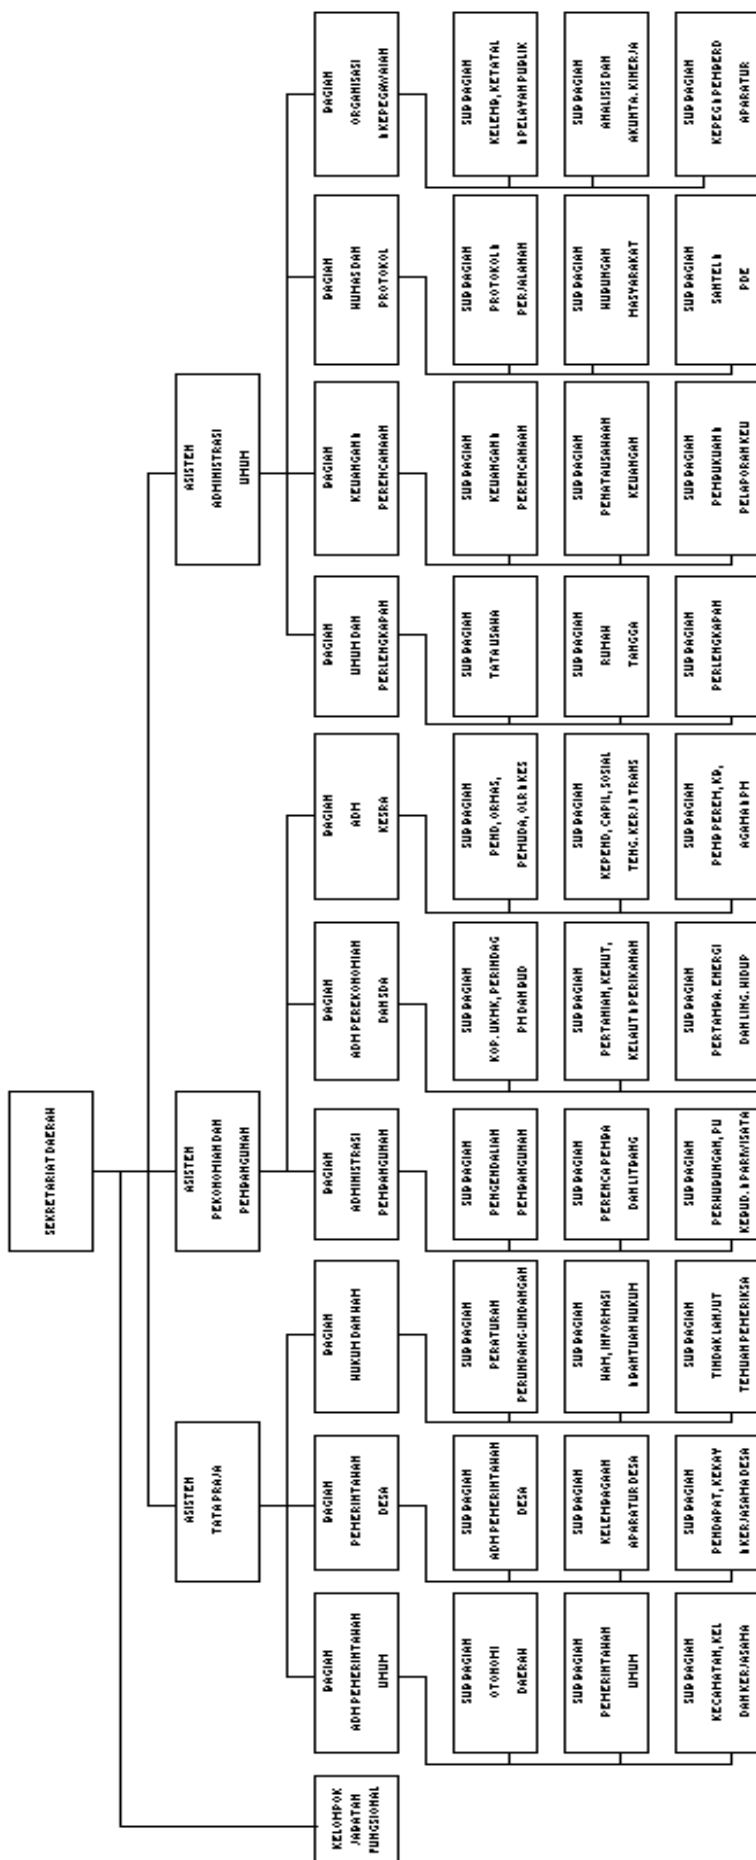 SEKRETARIAT DAERAH
ASISTEN
TATA PRAJA
ASISTEN
PEKONOMIAN DAN
PEMBANGUNAN
ASISTEN
ADMINISTRASI
UMUM
KELOMPOK
JABATAN
FUNGSIONAL
BAGIAN
ADM PEMERINTAHAN
UMUM
BAGIAN
PEMERINTAHAN
DESA
BAGIAN
HUKUM DAN HAM
BAGIAN
ADMINISTRASI
PEMBANGUNAN
BAGIAN
ADM PEREKONOMIAN
DAN SDA
BAGIAN
ADM
KESRA
BAGIAN
UMUM DAN
PERLENGKAPAN
BAGIAN
KEUANGAN &
PERENCANAAN
BAGIAN
HUMAS DAN
PROTOKOL
BAGIAN
ORGANISASI
& KEPEGAWAIAN
SUB BAGIAN
OTONOMI
DAERAH
SUB BAGIAN
ADM PEMERINTAHAN
DESA
SUB BAGIAN
PERATURAN
PERUNDANG-UNDANGAN
SUB BAGIAN
PENGENDALIAN
PEMBANGUNAN
SUB BAGIAN
KOP. UKMK, PERINDAG
PM DAN BUD
SUB BAGIAN
PEND, ORMAS,
PEMUDA, OLR & KES
SUB BAGIAN
TATA USAHA
SUB BAGIAN
KEUANGAN &
PERENCANAAN
SUB BAGIAN
PROTOKOL &
PERJALANAN
SUB BAGIAN
KELEMB, KETATAL
& PELAYAN PUBLIK
SUB BAGIAN
PEMERINTAHAN
UMUM
SUB BAGIAN
KELEMBAGAAN
APARATUR DESA
SUB BAGIAN
HAM, INFORMASI
& BANTUAN HUKUM
SUB BAGIAN
PERENCA PEMBA
DAN LITBANG
SUB BAGIAN
PERTANIAN, KEHUT,
KELAUT & PERIKANAN
SUB BAGIAN
KEPEND, CAPIL, SOSIAL
TENG. KERJ & TRANS
SUB BAGIAN
RUMAH
TANGGA
SUB BAGIAN
PENATAUSAHAAN
KEUANGAN
SUB BAGIAN
HUBUNGAN
MASYARAKAT
SUB BAGIAN
ANALISIS DAN
AKUNTA. KINERJA
SUB BAGIAN
KECAMATAN, KEL
DAN KERJASAMA
SUB BAGIAN
PENDAPAT, KEKAY
& KERJASAMA DESA
SUB BAGIAN
TINDAK LANJUT
TEMUAN PEMERIKSA
SUB BAGIAN
PERHUBUNGAN, PU
KEBUD. & PARIWISATA
SUB BAGIAN
PERTAMBA. ENERGI
DAN LING. HIDUP
SUB BAGIAN
PEMB PEREM, KB,
AGAMA & PM
SUB BAGIAN
PERLENGKAPAN
SUB BAGIAN
PEMBUKUAN &
PELAPORAN KEU
SUB BAGIAN
SANTEL &
PDE
SUB BAGIAN
KEPEG & PEMBERD
APARATUR